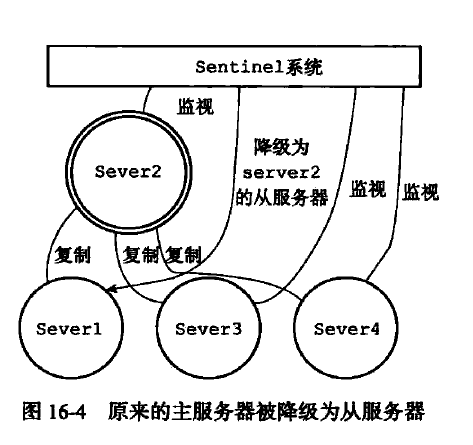 Sentinel系统
监视
Sever2
降级为
server2
的从服务器
监视
监视
复制
复制
复制
Sever1
Sever3
Sever4
图 16-4 原来的主服务器被降级为从服务器